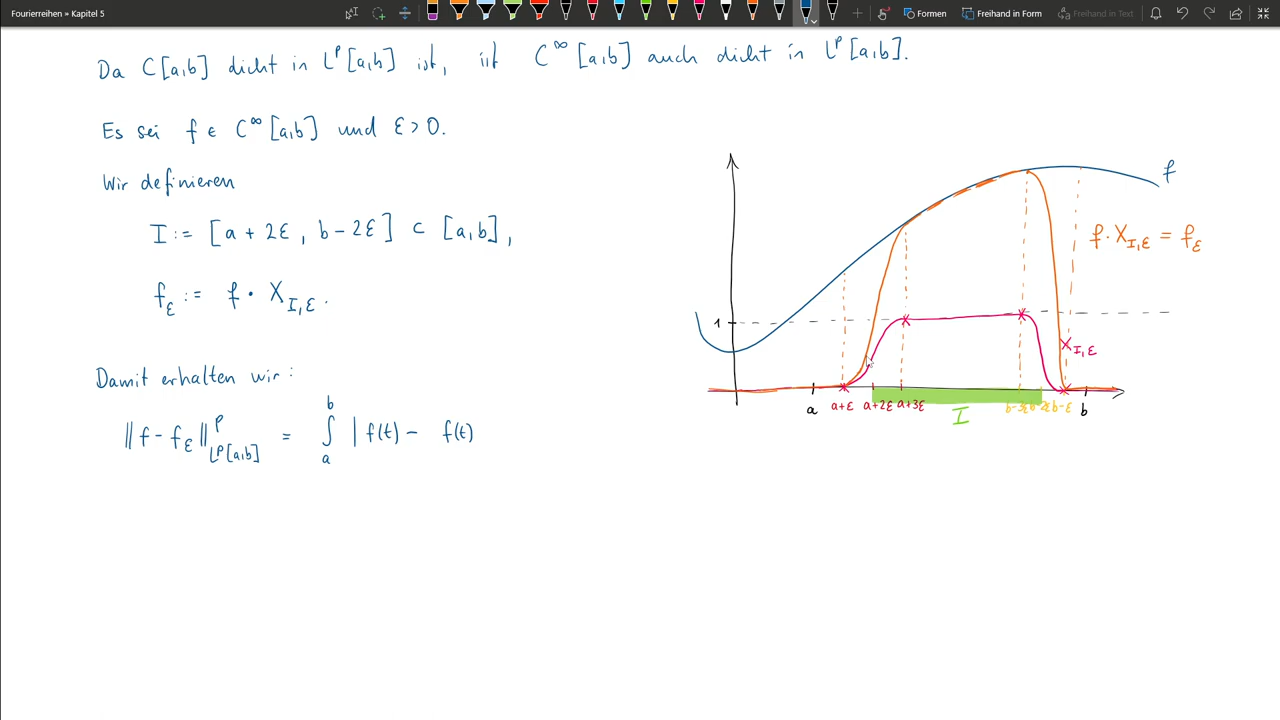 Fourierreihen » Kapitel 5
Formen
Freihand in Form
Freihand in Text
Da C[a,b] dicht in L^p[a,b] ist, ist C^∞[a,b] auch dicht in L^p[a,b].
Es sei f ∈ C^∞[a,b] und ε > 0.
Wir definieren
I := [a + 2ε, b − 2ε] ⊂ [a,b],
f_ε := f · X_{I,ε}.
Damit erhalten wir:
‖f − f_ε‖^p_{L^p[a,b]} = ∫_a^b | f(t) − f(t)
f
f · X_{I,ε} = f_ε
1
X_{I,ε}
a a+ε a+2ε a+3ε b−3ε b−2ε b−ε b
I